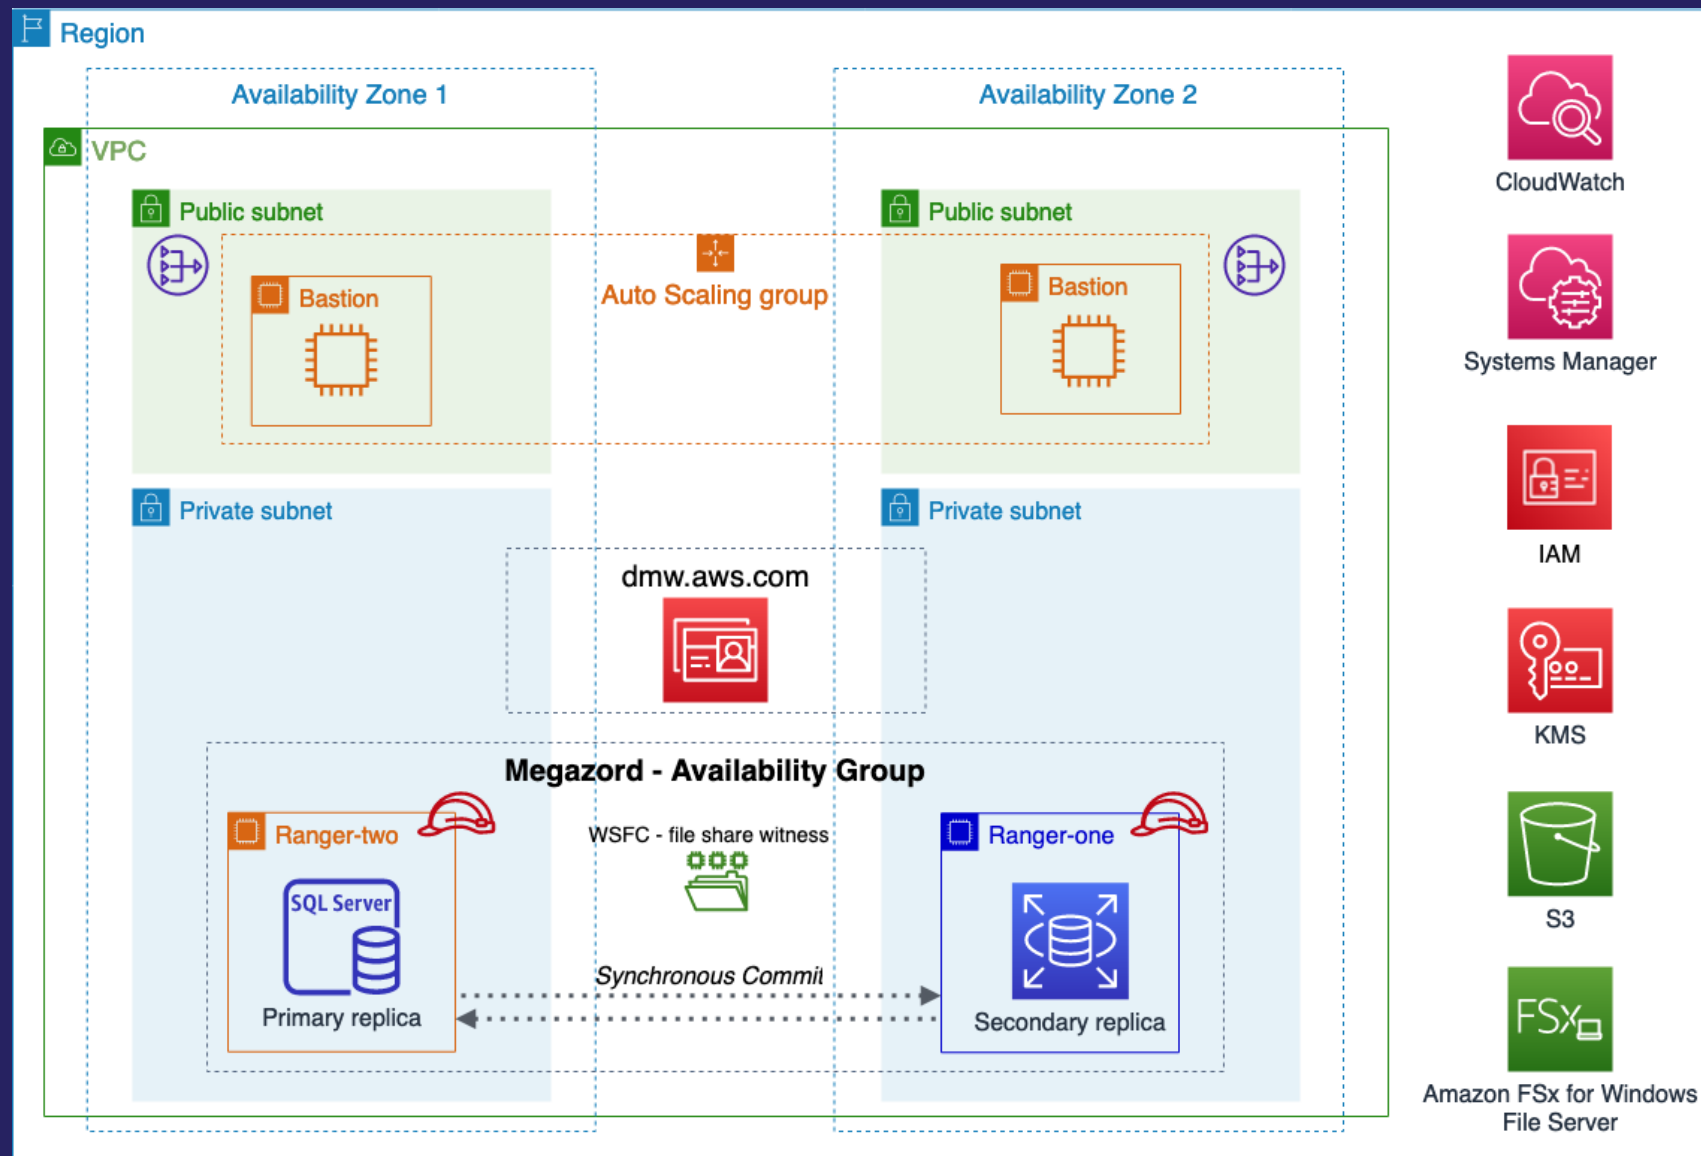 Region
Availability Zone 1
Availability Zone 2
VPC
Public subnet
Public subnet
Bastion
Auto Scaling group
Bastion
Private subnet
Private subnet
dmw.aws.com
Megazord - Availability Group
Ranger-two
WSFC - file share witness
Ranger-one
SQL Server
Synchronous Commit
Primary replica
Secondary replica
CloudWatch
Systems Manager
IAM
KMS
S3
FSx
Amazon FSx for Windows
File Server